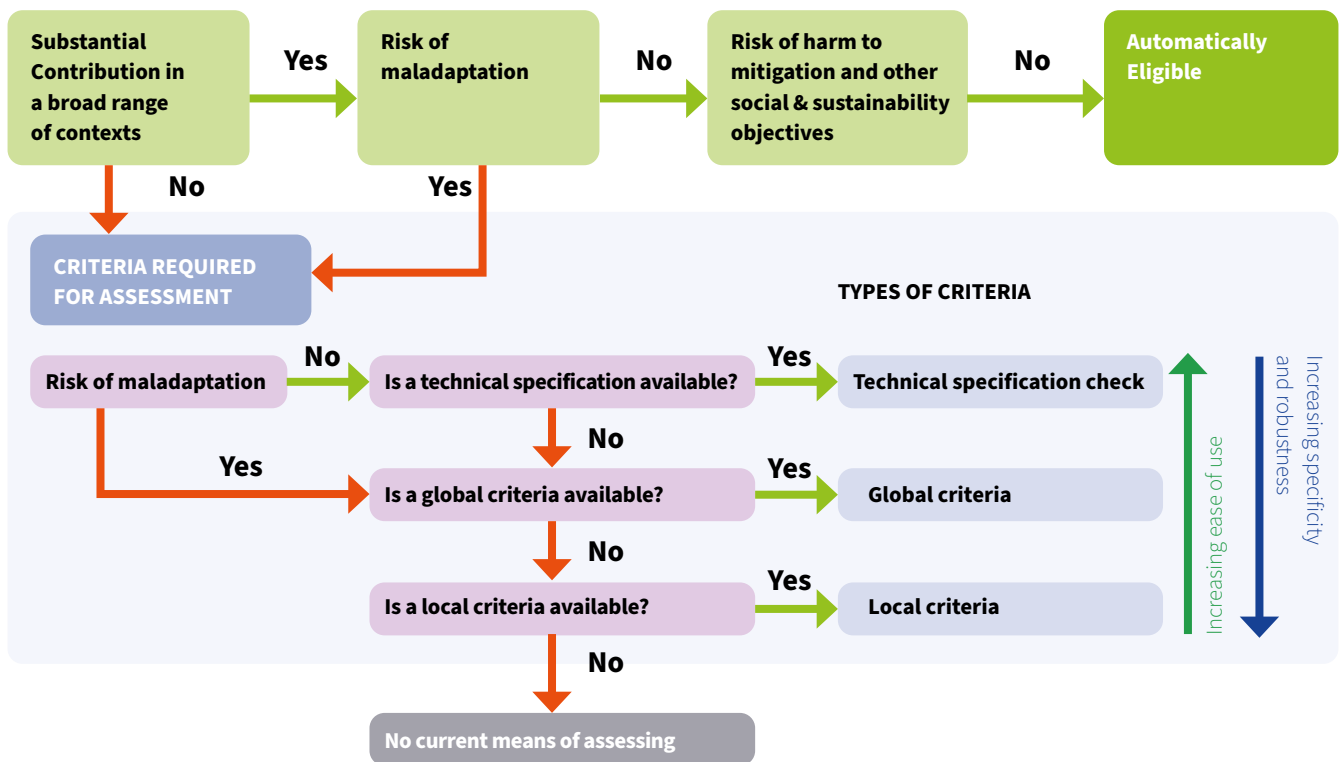 Substantial
Contribution in
a broad range
of contexts
Yes
Risk of
maladaptation
No
Risk of harm to
mitigation and other
social & sustainability
objectives
No
Automatically
Eligible
No
Yes
CRITERIA REQUIRED
FOR ASSESSMENT
TYPES OF CRITERIA
Risk of maladaptation
No
Is a technical specification available?
Yes
Technical specification check
No
Yes
Is a global criteria available?
Yes
Global criteria
No
Is a local criteria available?
Yes
Local criteria
No
No current means of assessing
Increasing ease of use
Increasing specificity
and robustness